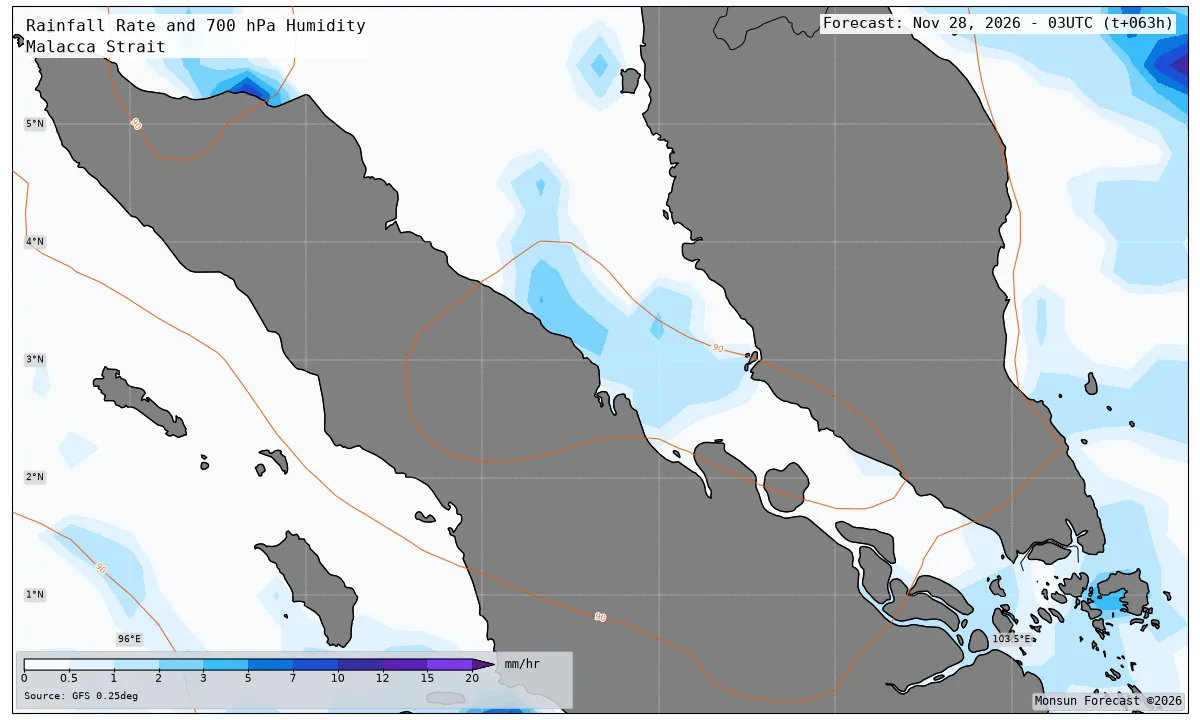 Rainfall Rate and 700 hPa Humidity
Malacca Strait
Forecast: Nov 28, 2026 - 03UTC (t+063h)
5°N
90
4°N
90
3°N
2°N
90
1°N
90
96°E
103.5°E
0 0.5 1 2 3 5 7 10 12 15 20 mm/hr
Source: GFS 0.25deg
Monsun Forecast ©2026